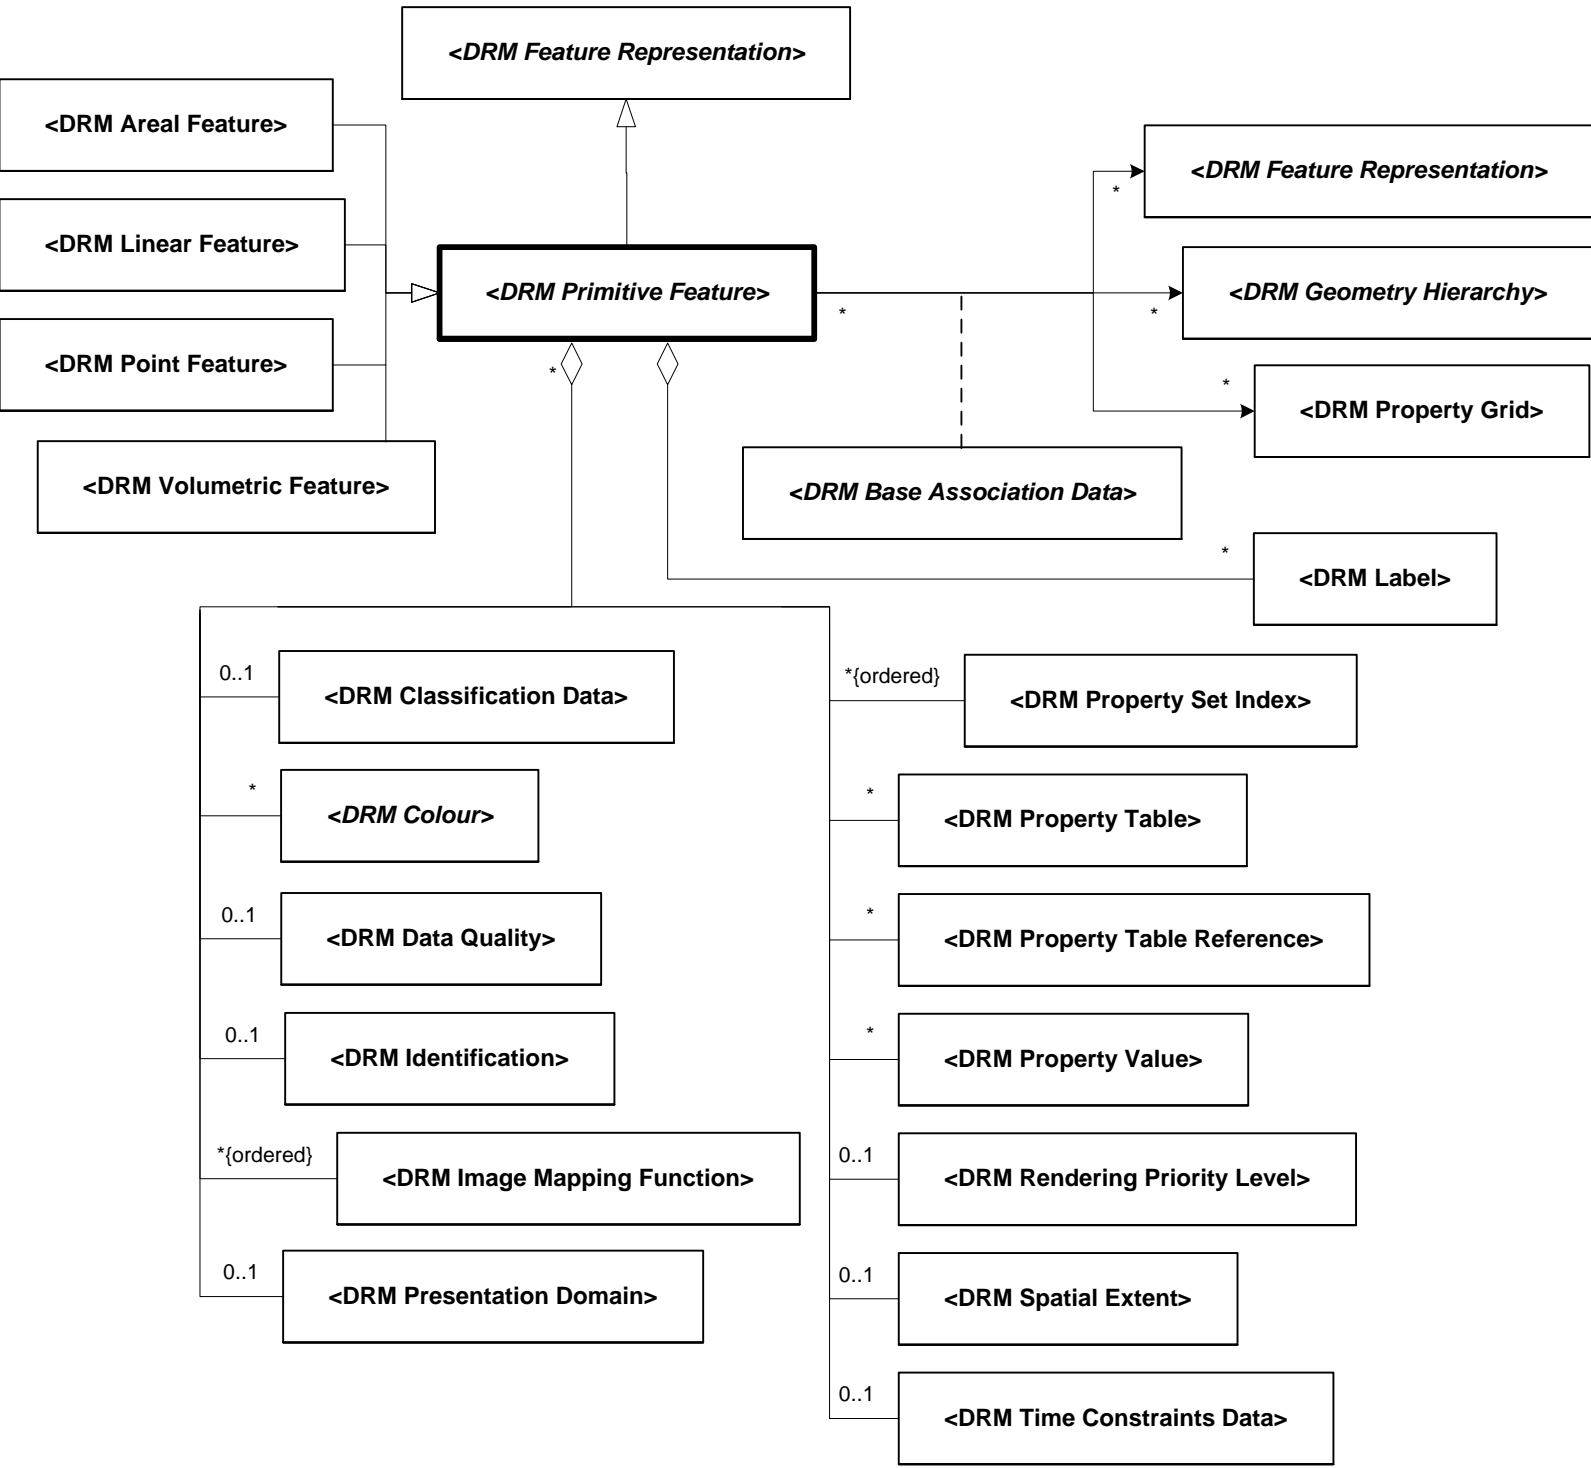 <DRM Feature Representation>
<DRM Areal Feature>
<DRM Linear Feature>
<DRM Point Feature>
<DRM Volumetric Feature>
<DRM Primitive Feature>
*
*
<DRM Feature Representation>
*
<DRM Geometry Hierarchy>
*
<DRM Property Grid>
<DRM Base Association Data>
*
<DRM Label>
*
0..1
<DRM Classification Data>
*
<DRM Colour>
0..1
<DRM Data Quality>
0..1
<DRM Identification>
*{ordered}
<DRM Image Mapping Function>
0..1
<DRM Presentation Domain>
*{ordered}
<DRM Property Set Index>
*
<DRM Property Table>
*
<DRM Property Table Reference>
*
<DRM Property Value>
0..1
<DRM Rendering Priority Level>
0..1
<DRM Spatial Extent>
0..1
<DRM Time Constraints Data>